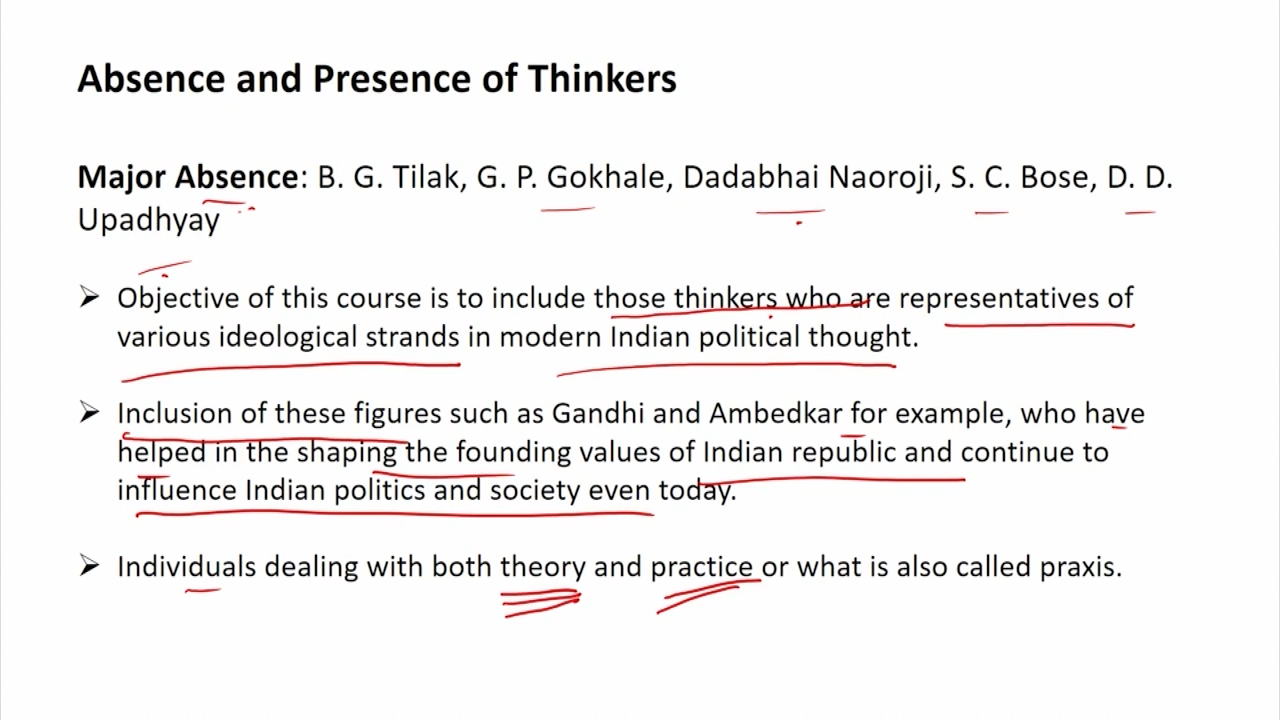 Absence and Presence of Thinkers
Major Absence: B. G. Tilak, G. P. Gokhale, Dadabhai Naoroji, S. C. Bose, D. D.
Upadhyay
➢ Objective of this course is to include those thinkers who are representatives of
various ideological strands in modern Indian political thought.
➢ Inclusion of these figures such as Gandhi and Ambedkar for example, who have
helped in the shaping the founding values of Indian republic and continue to
influence Indian politics and society even today.
➢ Individuals dealing with both theory and practice or what is also called praxis.